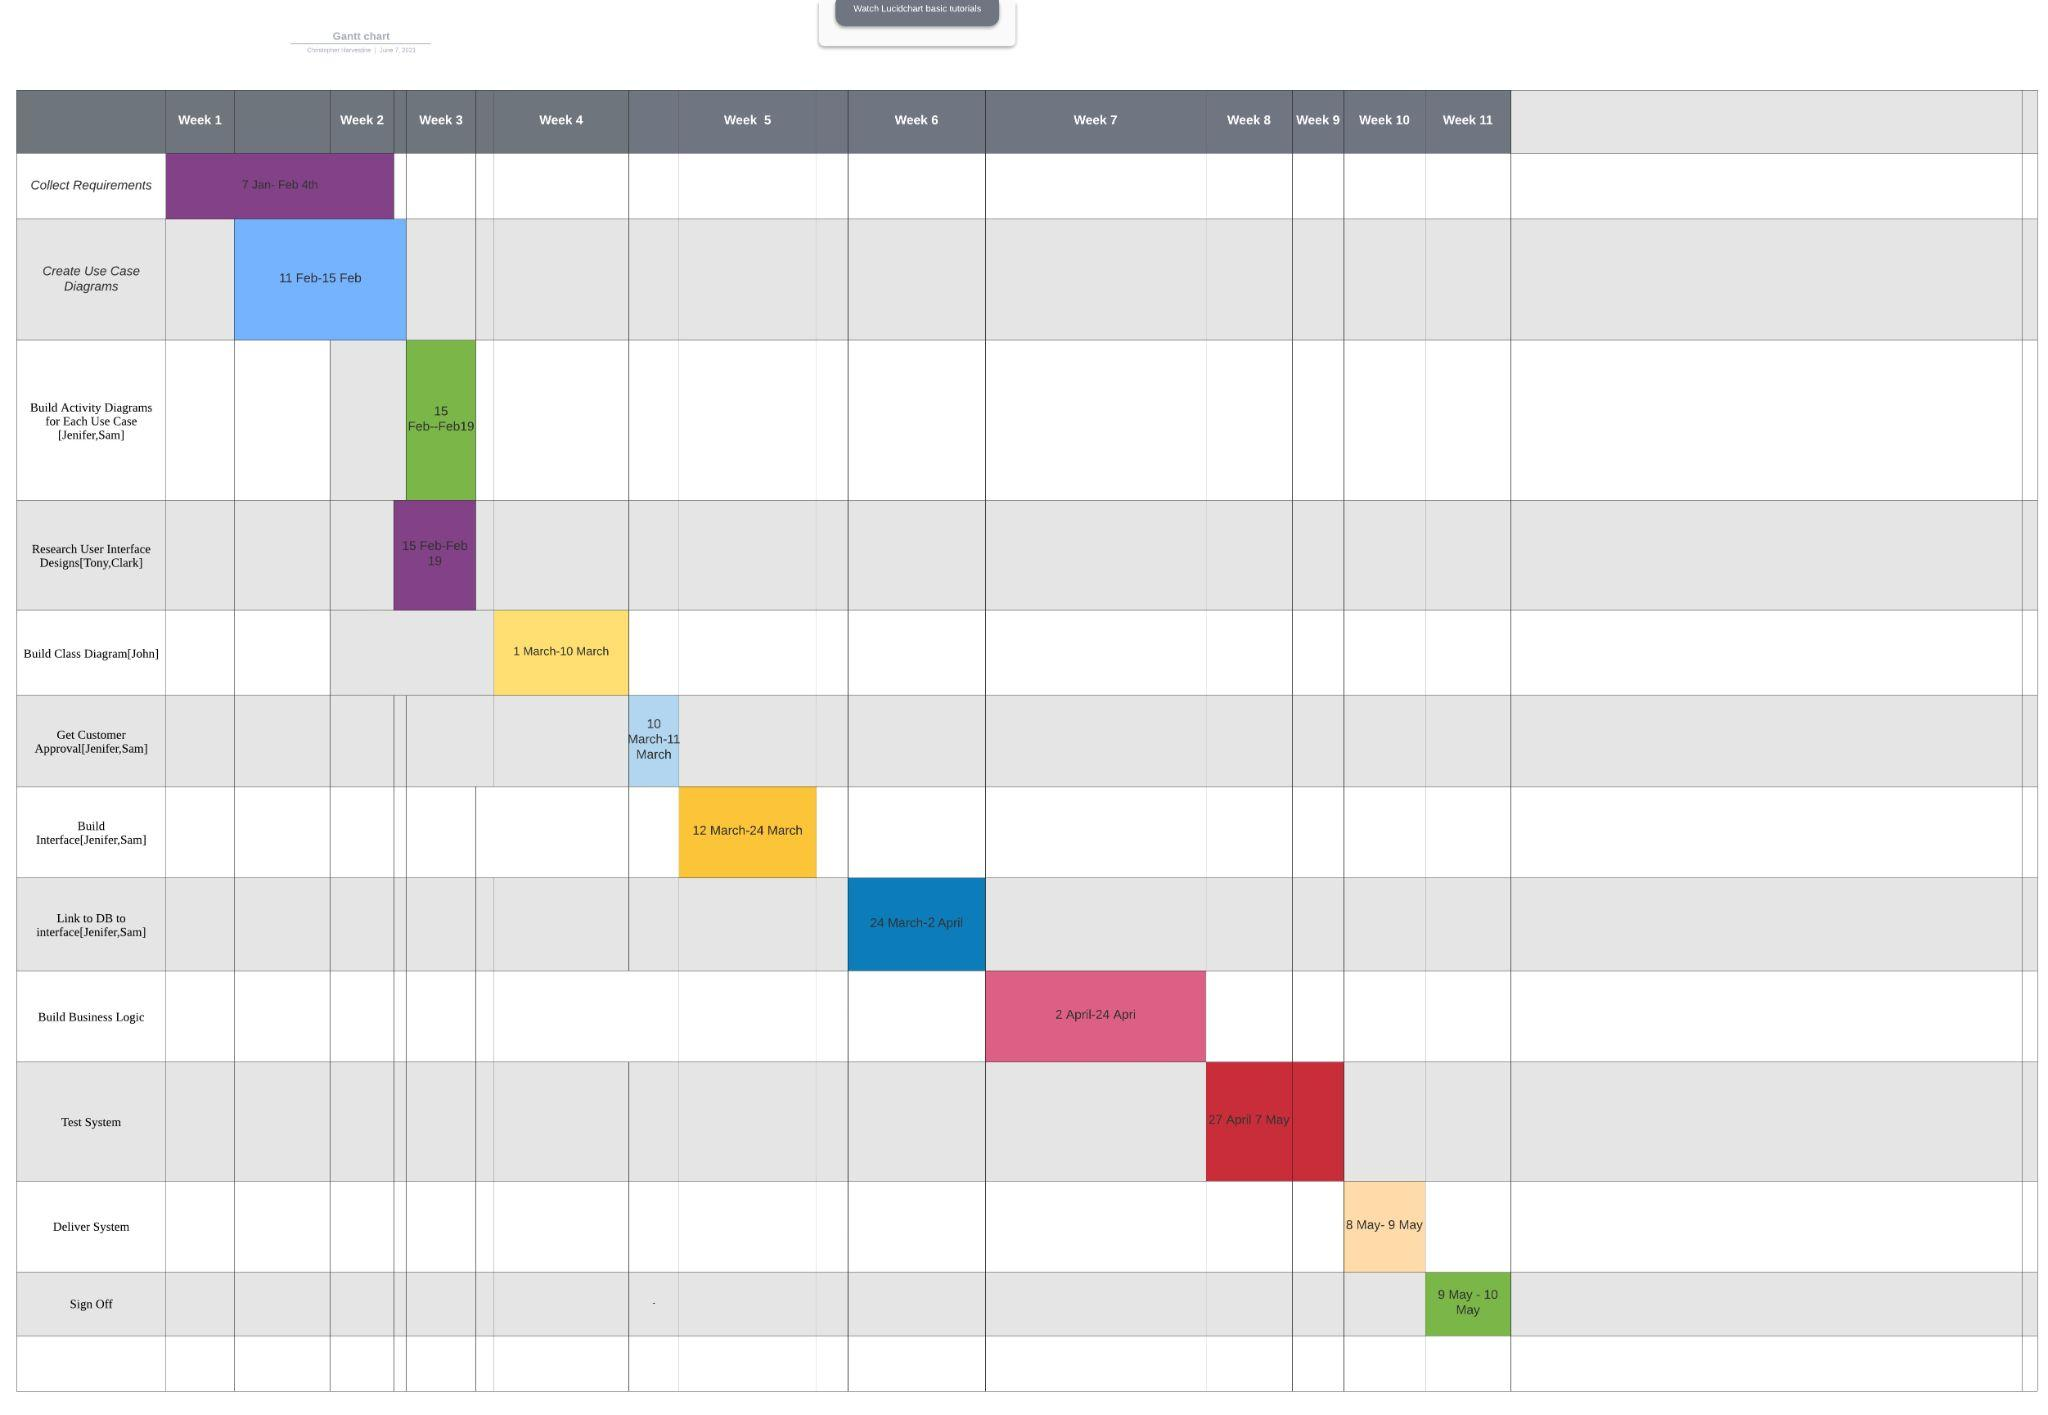 Watch Lucidchart basic tutorials
Gantt chart
Christopher Harvesdne | June 7, 2021
Week 1
Week 2
Week 3
Week 4
Week  5
Week 6
Week 7
Week 8
Week 9
Week 10
Week 11
Collect Requirements
7 Jan- Feb 4th
Create Use Case
Diagrams
11 Feb-15 Feb
Build Activity Diagrams
for Each Use Case
[Jenifer,Sam]
15
Feb--Feb19
Research User Interface
Designs[Tony,Clark]
15 Feb-Feb
19
Build Class Diagram[John]
1 March-10 March
Get Customer
Approval[Jenifer,Sam]
10
March-11
March
Build
Interface[Jenifer,Sam]
12 March-24 March
Link to DB to
interface[Jenifer,Sam]
24 March-2 April
Build Business Logic
2 April-24 Apri
Test System
27 April 7 May
Deliver System
8 May- 9 May
Sign Off
.
9 May - 10
May